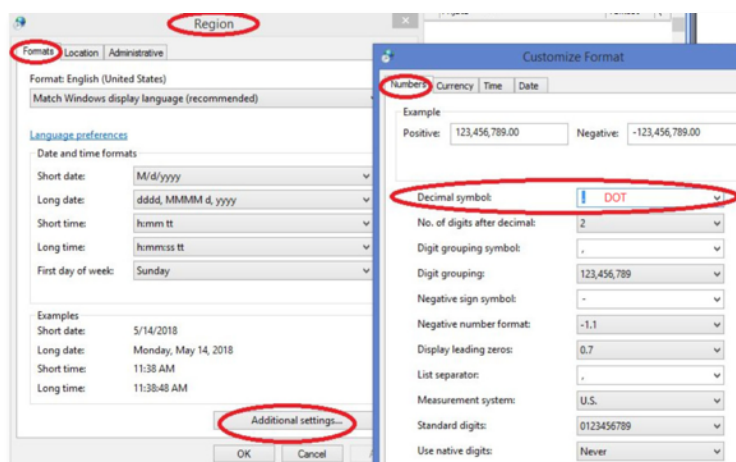 Region
Formats Location Administrative
Format: English (United States)
Match Windows display language (recommended)
Language preferences
Date and time formats
Short date: M/d/yyyy
Long date: dddd, MMMM d, yyyy
Short time: h:mm tt
Long time: h:mm:ss tt
First day of week: Sunday
Examples
Short date: 5/14/2018
Long date: Monday, May 14, 2018
Short time: 11:38 AM
Long time: 11:38:48 AM
Additional settings...
OK Cancel
Customize Format
Numbers Currency Time Date
Example
Positive: 123,456,789.00 Negative: -123,456,789.00
Decimal symbol: . DOT
No. of digits after decimal: 2
Digit grouping symbol: ,
Digit grouping: 123,456,789
Negative sign symbol: -
Negative number format: -1.1
Display leading zeros: 0.7
List separator: ,
Measurement system: U.S.
Standard digits: 0123456789
Use native digits: Never